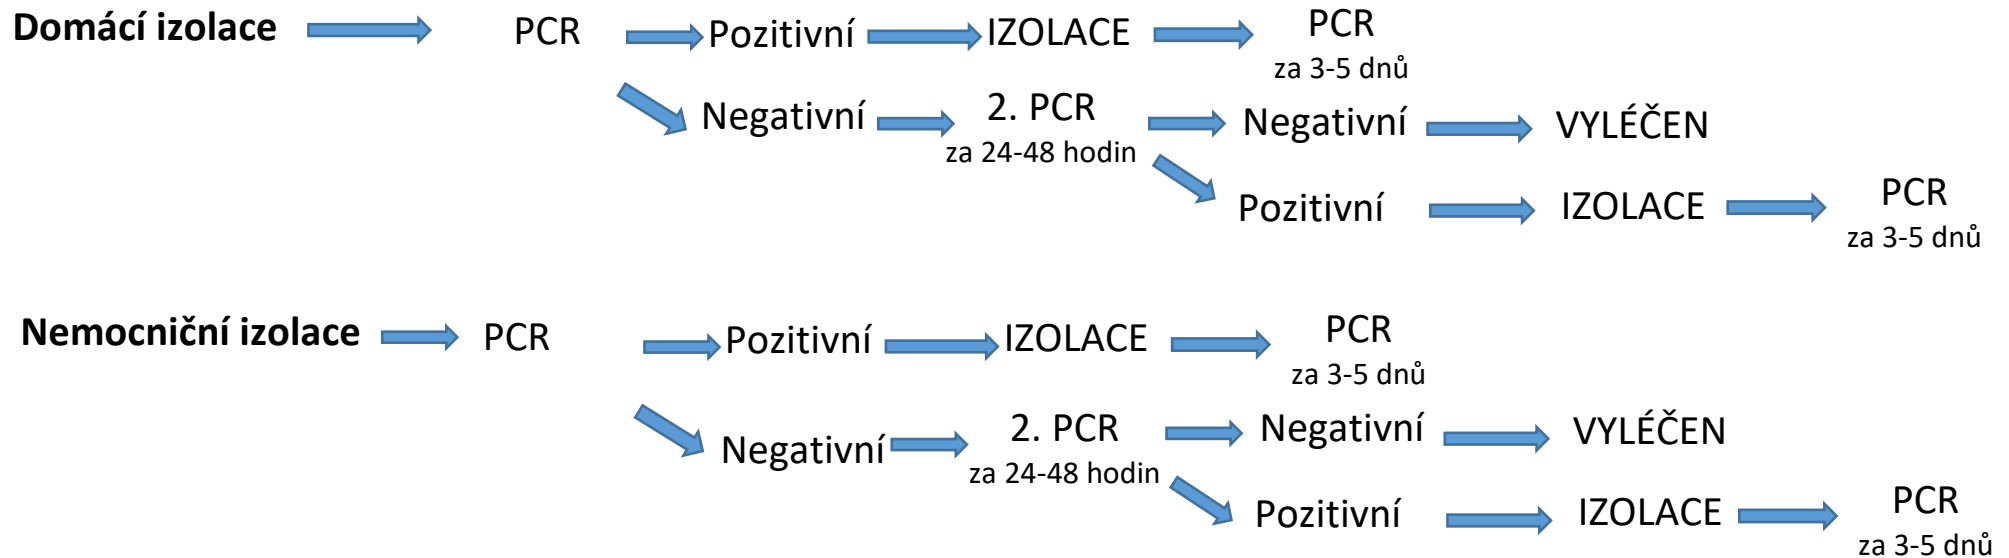 Domácí izolace PCR Pozitivní IZOLACE PCR
za 3-5 dnů
Negativní 2. PCR Negativní VYLÉČEN
za 24-48 hodin
Pozitivní IZOLACE PCR
za 3-5 dnů
Nemocniční izolace PCR Pozitivní IZOLACE PCR
za 3-5 dnů
Negativní 2. PCR Negativní VYLÉČEN
za 24-48 hodin
Pozitivní IZOLACE PCR
za 3-5 dnů